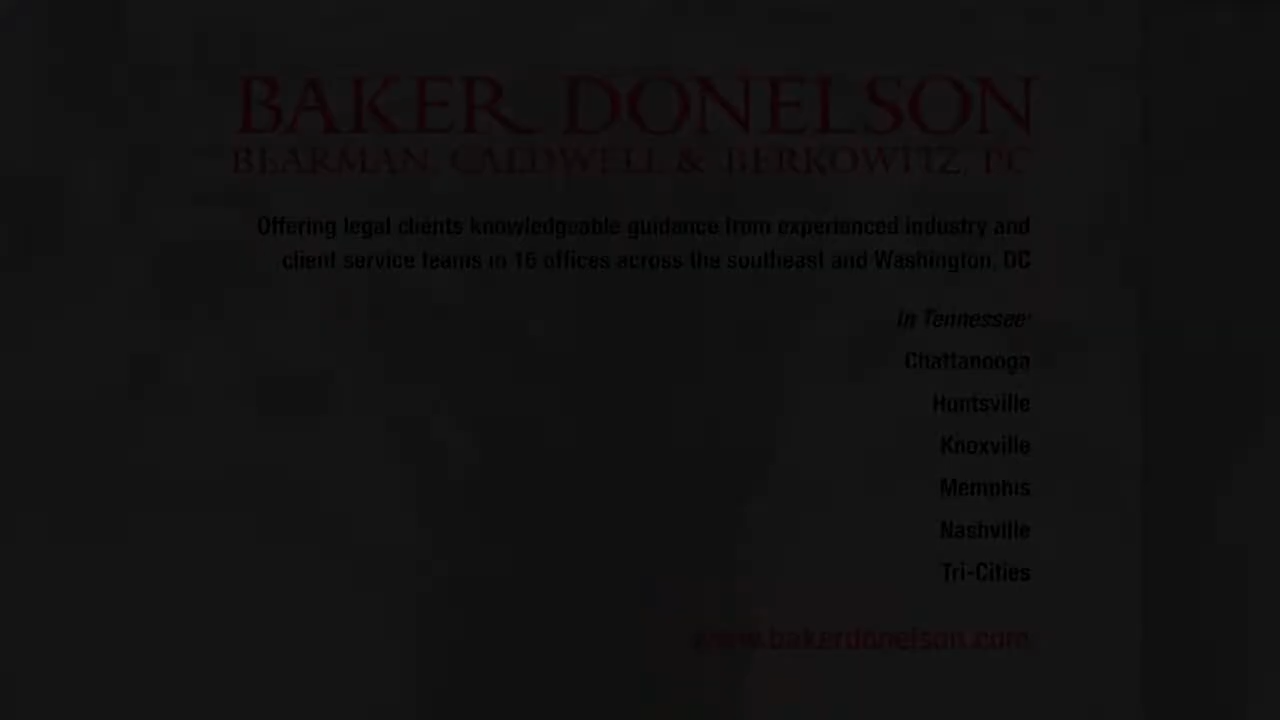 BAKER DONELSON
BEARMAN, CALDWELL & BERKOWITZ, PC
Offering legal clients knowledgeable guidance from experienced industry and
client service teams in 16 offices across the southeast and Washington, DC
In Tennessee:
Chattanooga
Huntsville
Knoxville
Memphis
Nashville
Tri-Cities
www.bakerdonelson.com